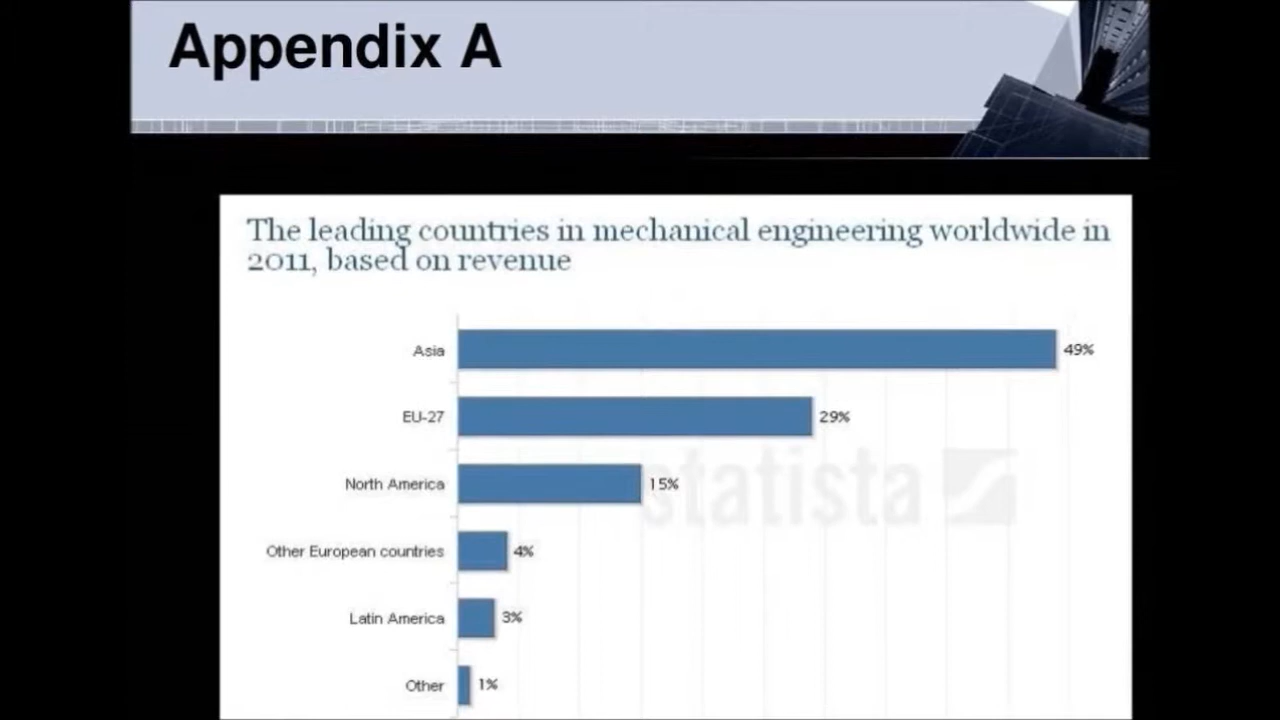 Appendix A
The leading countries in mechanical engineering worldwide in
2011, based on revenue
Asia 49%
EU-27 29%
North America 15%
statista
Other European countries 4%
Latin America 3%
Other 1%